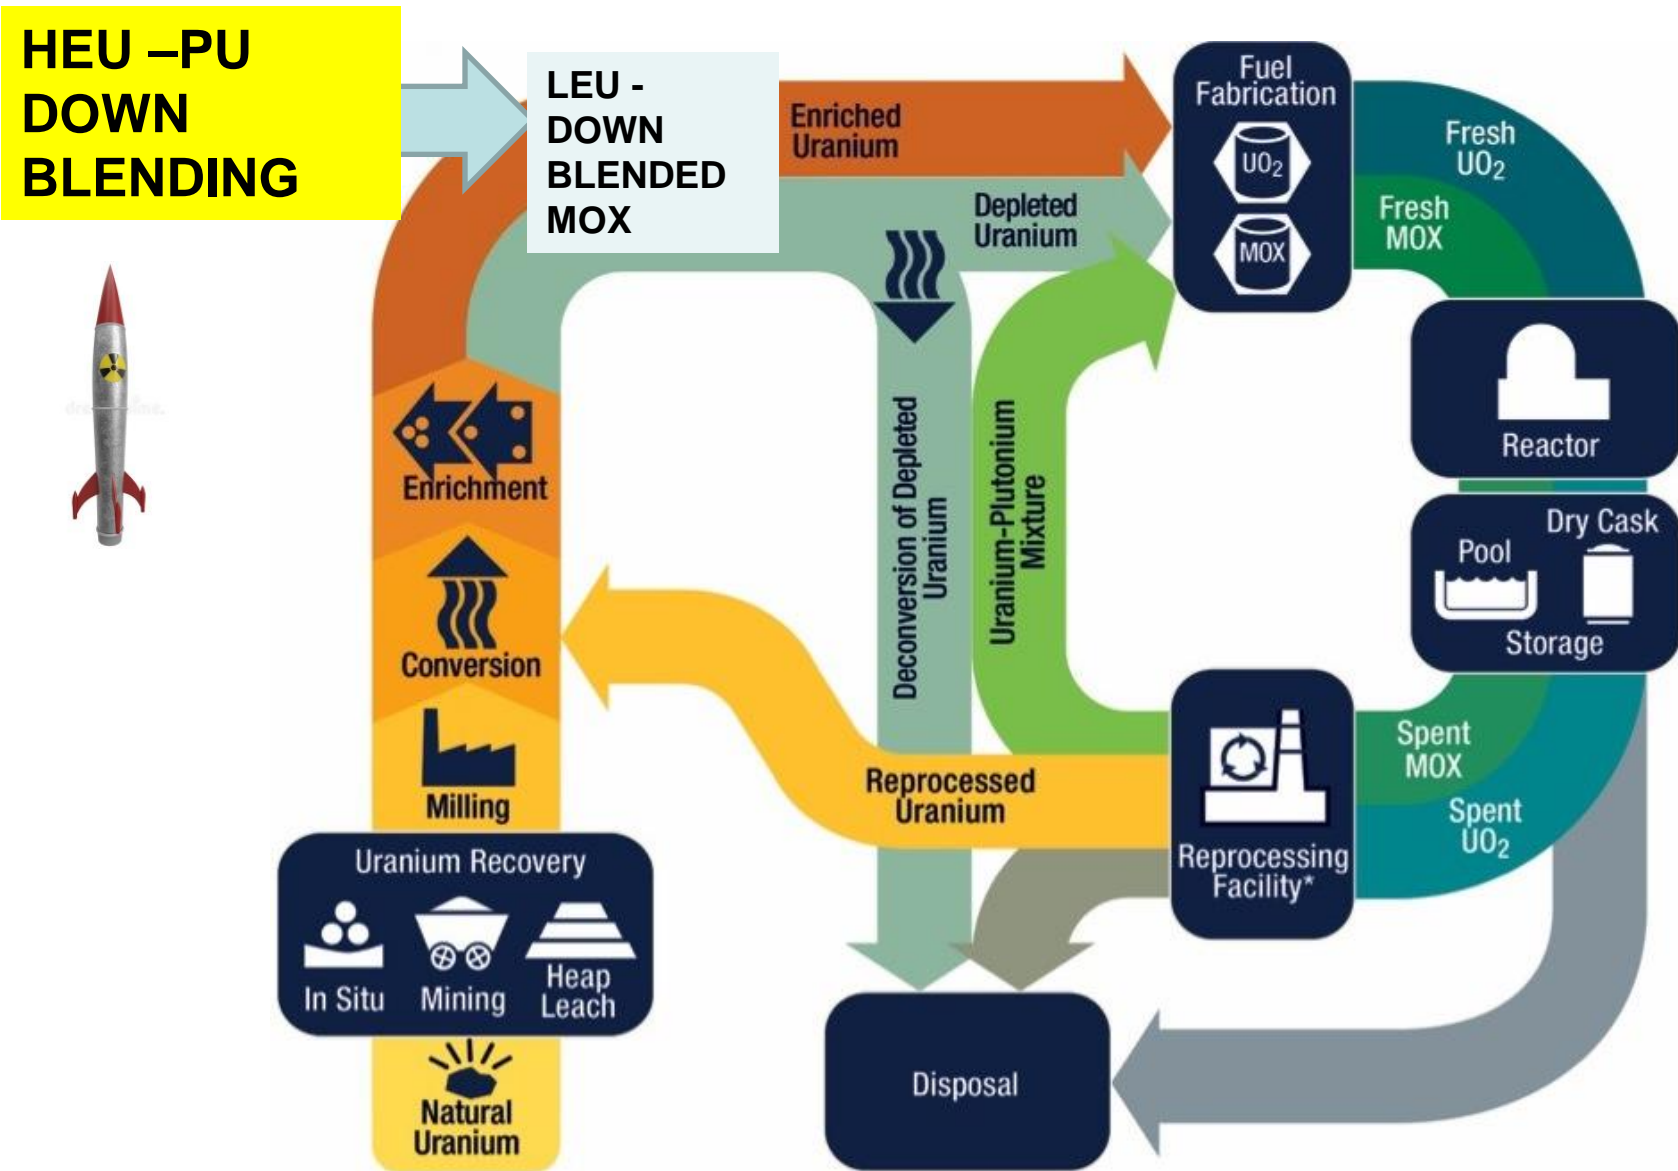 HEU –PU
DOWN
BLENDING
LEU -
DOWN
BLENDED
MOX
Enriched
Uranium
Depleted
Uranium
Fuel
Fabrication
UO₂
MOX
Fresh
UO₂
Fresh
MOX
Reactor
Dry Cask
Pool
Storage
Enrichment
Conversion
Milling
Deconversion of Depleted
Uranium
Uranium-Plutonium
Mixture
Reprocessed
Uranium
Reprocessing
Facility*
Spent
MOX
Spent
UO₂
Uranium Recovery
In Situ
Mining
Heap
Leach
Natural
Uranium
Disposal